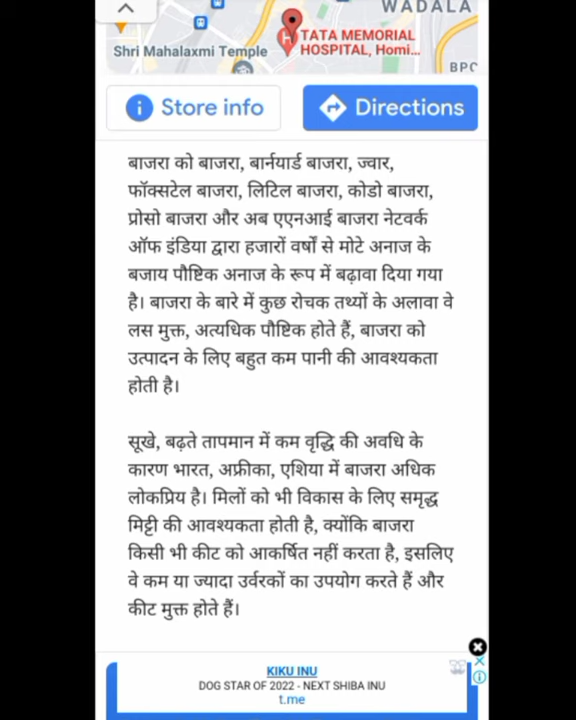 WADALA
TATA MEMORIAL
HOSPITAL, Homi...
Shri Mahalaxmi Temple
BPC
Store info
Directions
बाजरा को बाजरा, बार्नयार्ड बाजरा, ज्वार,
फॉक्सटेल बाजरा, लिटिल बाजरा, कोडो बाजरा,
प्रोसो बाजरा और अब एएनआई बाजरा नेटवर्क
ऑफ इंडिया द्वारा हजारों वर्षों से मोटे अनाज के
बजाय पौष्टिक अनाज के रूप में बढ़ावा दिया गया
है। बाजरा के बारे में कुछ रोचक तथ्यों के अलावा वे
लस मुक्त, अत्यधिक पौष्टिक होते हैं, बाजरा को
उत्पादन के लिए बहुत कम पानी की आवश्यकता
होती है।
सूखे, बढ़ते तापमान में कम वृद्धि की अवधि के
कारण भारत, अफ्रीका, एशिया में बाजरा अधिक
लोकप्रिय है। मिलों को भी विकास के लिए समृद्ध
मिट्टी की आवश्यकता होती है, क्योंकि बाजरा
किसी भी कीट को आकर्षित नहीं करता है, इसलिए
वे कम या ज्यादा उर्वरकों का उपयोग करते हैं और
कीट मुक्त होते हैं।
KIKU INU
DOG STAR OF 2022 - NEXT SHIBA INU
t.me